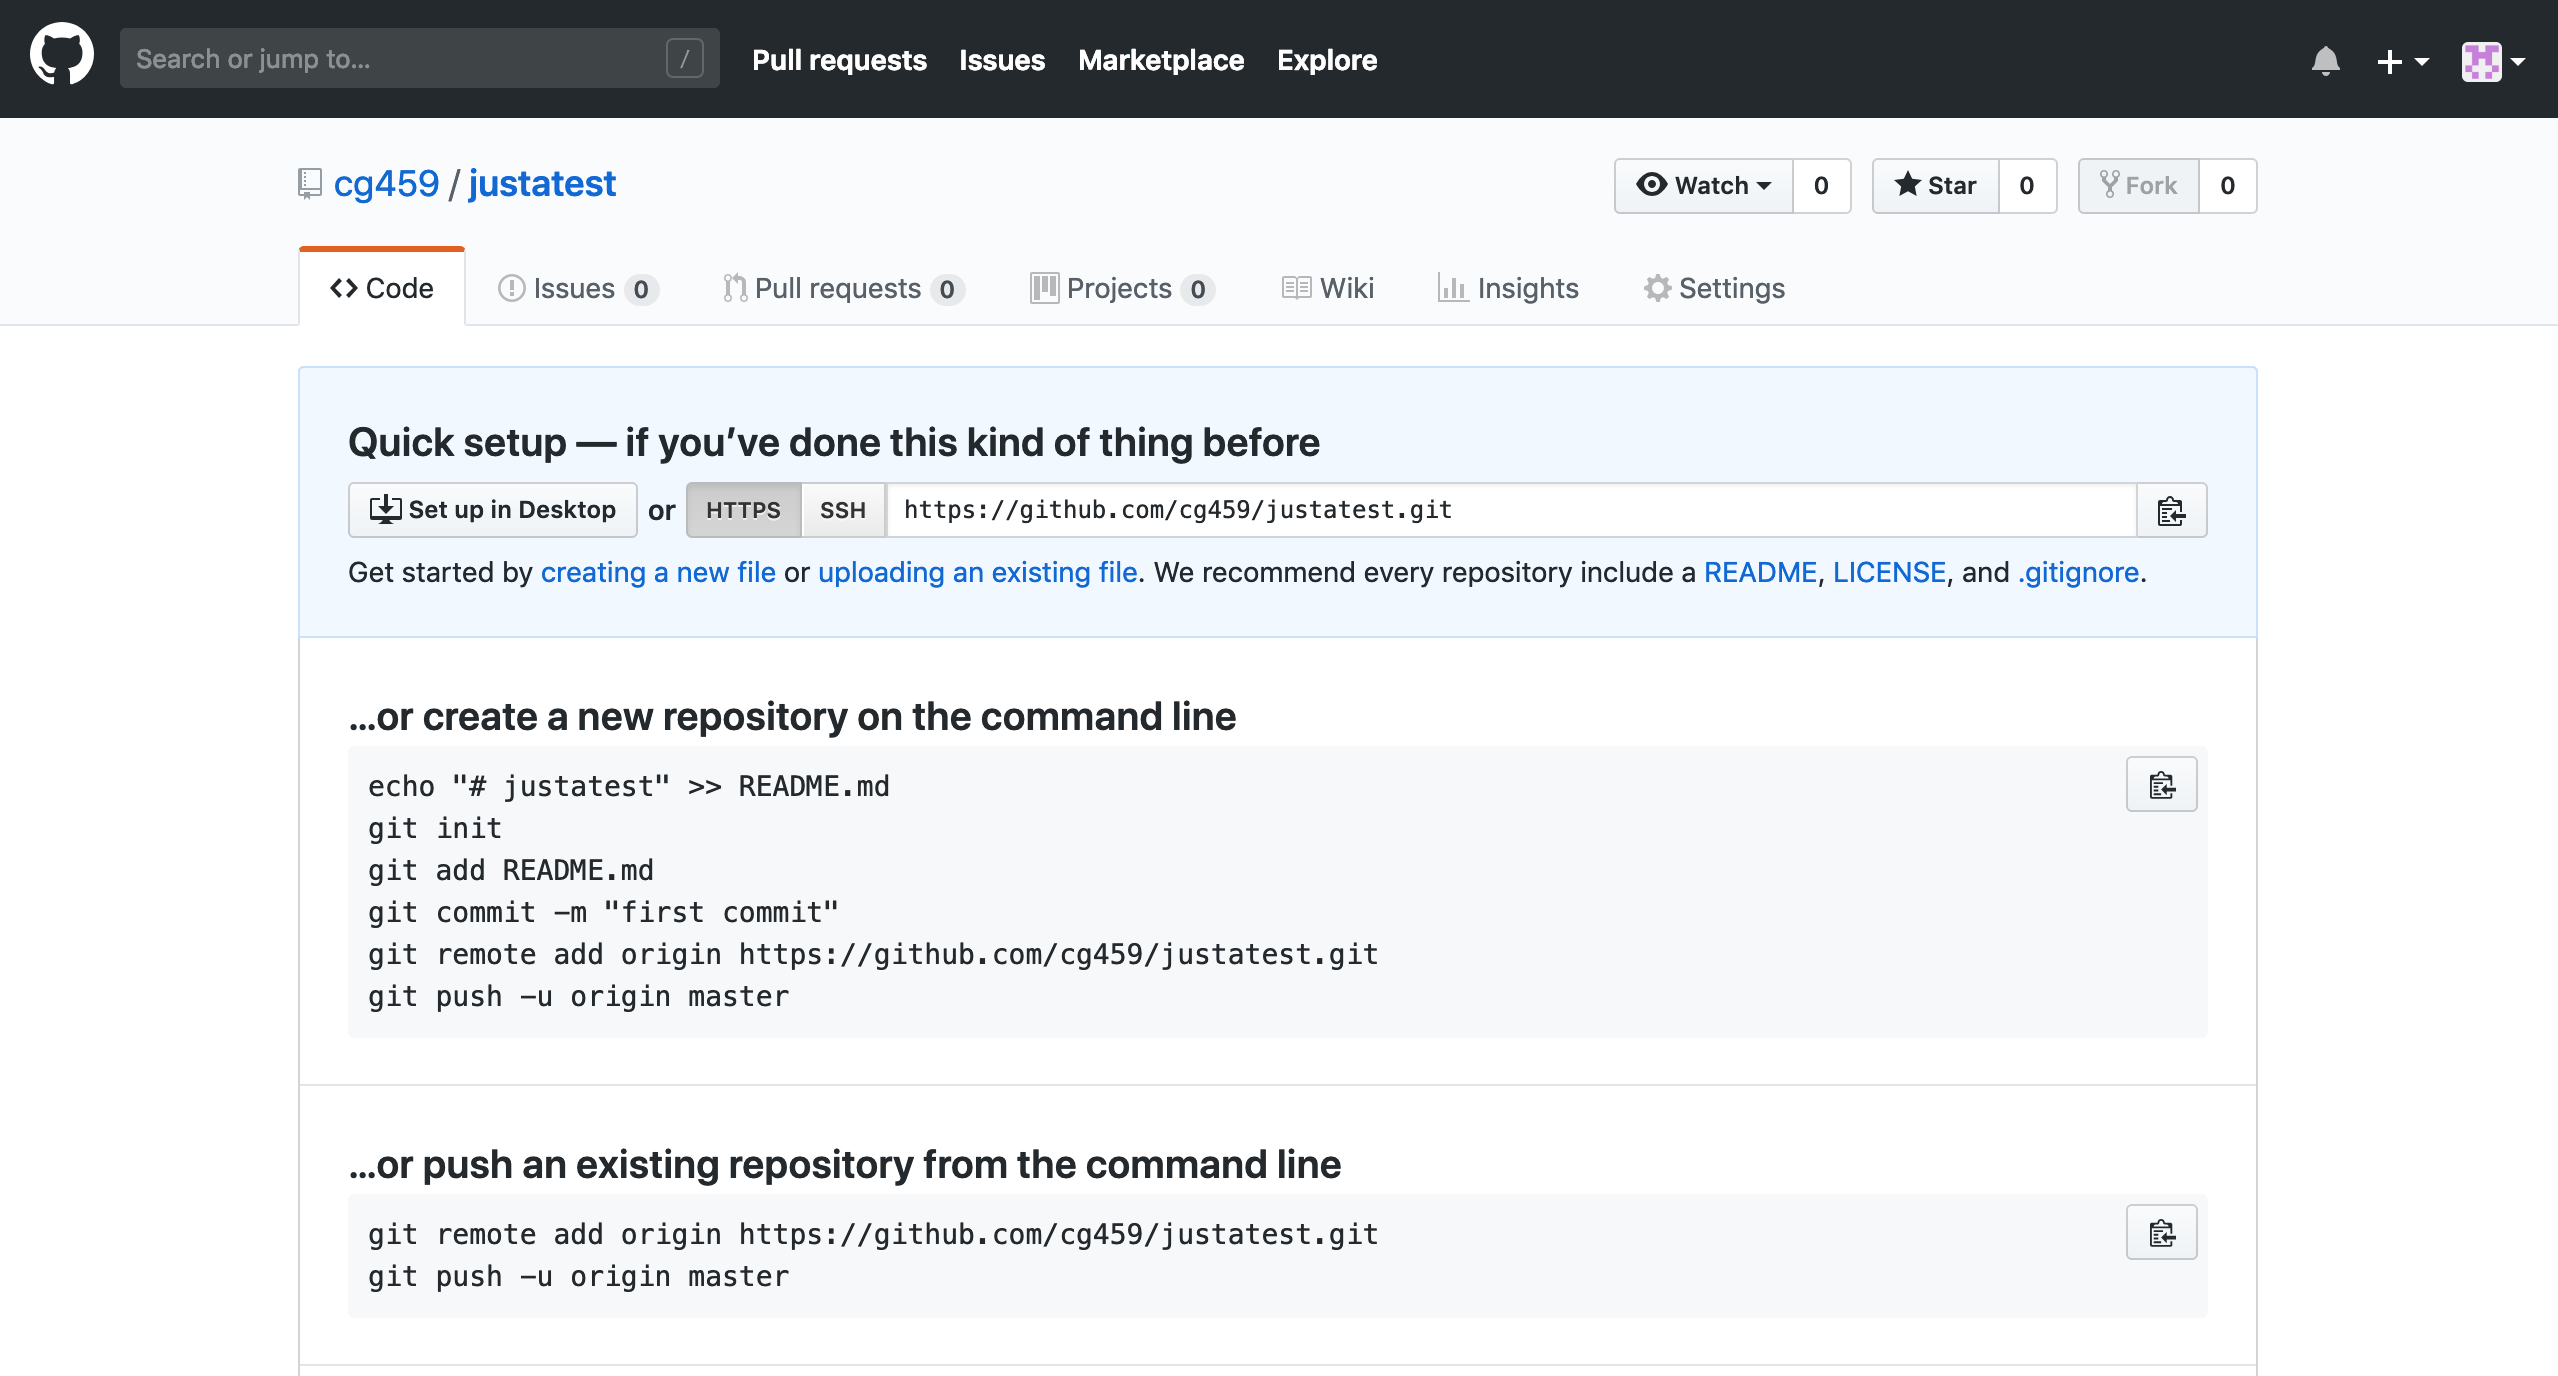 Search or jump to... /
Pull requests Issues Marketplace Explore
cg459 / justatest
Watch 0 Star 0 Fork 0
Code Issues 0 Pull requests 0 Projects 0 Wiki Insights Settings
Quick setup — if you’ve done this kind of thing before
Set up in Desktop or HTTPS SSH https://github.com/cg459/justatest.git
Get started by creating a new file or uploading an existing file. We recommend every repository include a README, LICENSE, and .gitignore.
…or create a new repository on the command line
echo "# justatest" >> README.md
git init
git add README.md
git commit -m "first commit"
git remote add origin https://github.com/cg459/justatest.git
git push -u origin master
…or push an existing repository from the command line
git remote add origin https://github.com/cg459/justatest.git
git push -u origin master